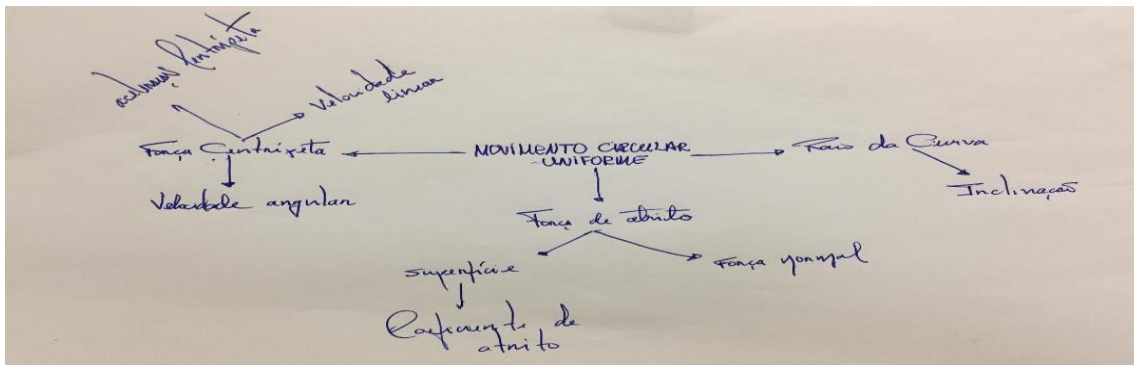 aceleração Centrípeta
Velocidade
linear
Força Centrípeta
MOVIMENTO CIRCULAR
UNIFORME
Raio da Curva
Velocidade angular
Inclinação
Força de atrito
Superfície
Força normal
Coeficiente de
atrito